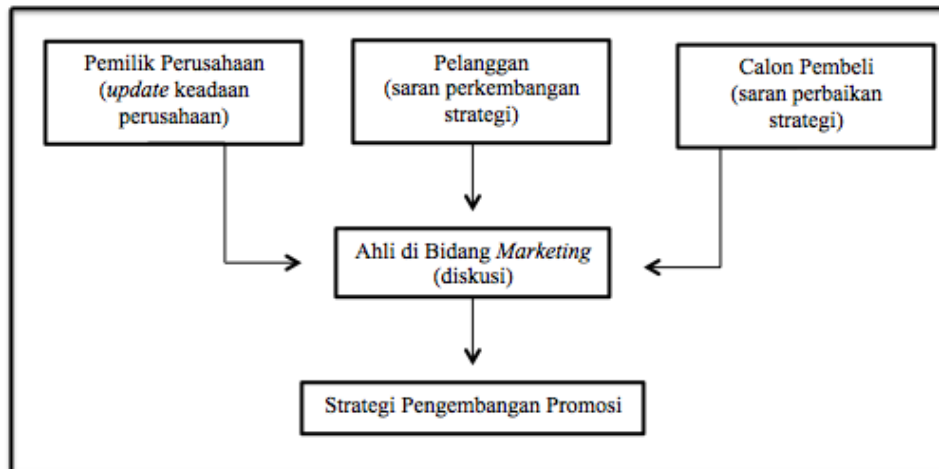 Pemilik Perusahaan
(update keadaan
perusahaan)
Pelanggan
(saran perkembangan
strategi)
Calon Pembeli
(saran perbaikan
strategi)
Ahli di Bidang Marketing
(diskusi)
Strategi Pengembangan Promosi